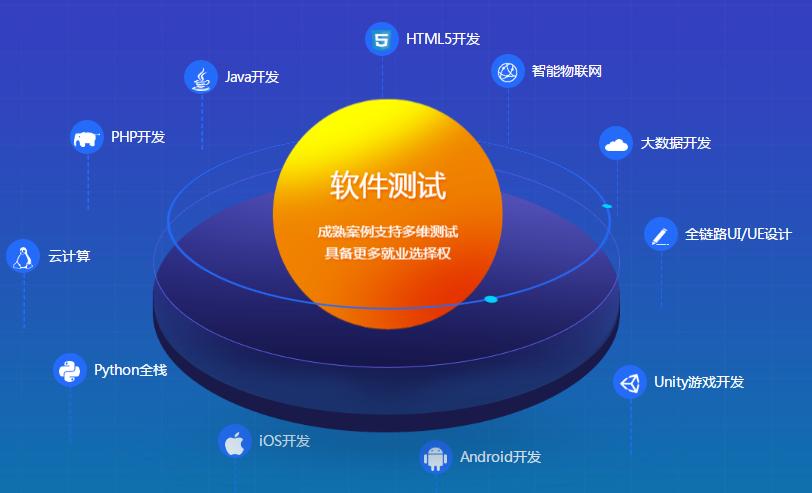 HTML5开发
Java开发
智能物联网
PHP开发
大数据开发
软件测试
成熟案例支持多维测试
具备更多就业选择权
全链路UI/UE设计
云计算
Python全栈
Unity游戏开发
iOS开发
Android开发